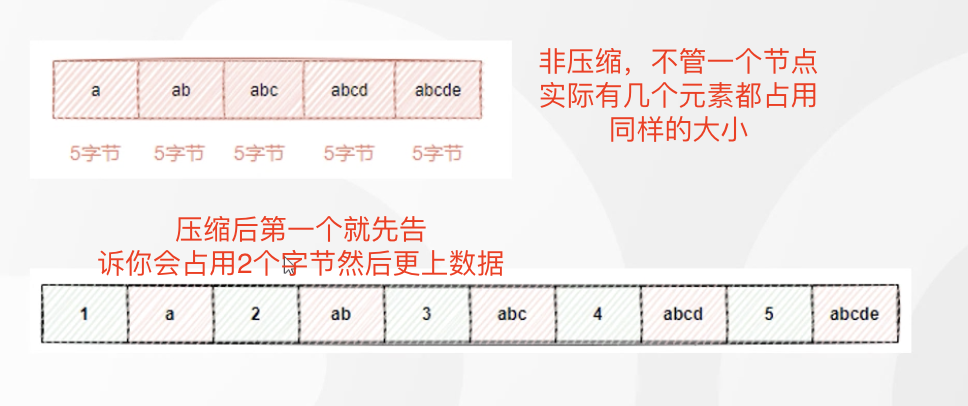 a ab abc abcd abcde
5字节 5字节 5字节 5字节 5字节
非压缩，不管一个节点
实际有几个元素都占用
同样的大小
压缩后第一个就先告
诉你会占用2个字节然后更上数据
1 a 2 ab 3 abc 4 abcd 5 abcde